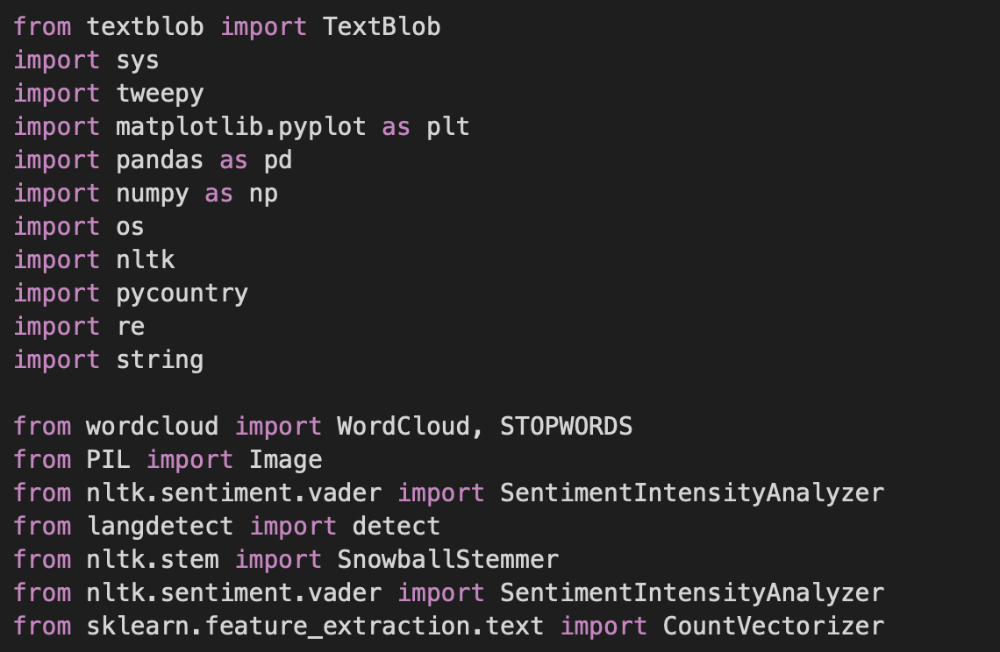 from textblob import TextBlob
import sys
import tweepy
import matplotlib.pyplot as plt
import pandas as pd
import numpy as np
import os
import nltk
import pycountry
import re
import string

from wordcloud import WordCloud, STOPWORDS
from PIL import Image
from nltk.sentiment.vader import SentimentIntensityAnalyzer
from langdetect import detect
from nltk.stem import SnowballStemmer
from nltk.sentiment.vader import SentimentIntensityAnalyzer
from sklearn.feature_extraction.text import CountVectorizer